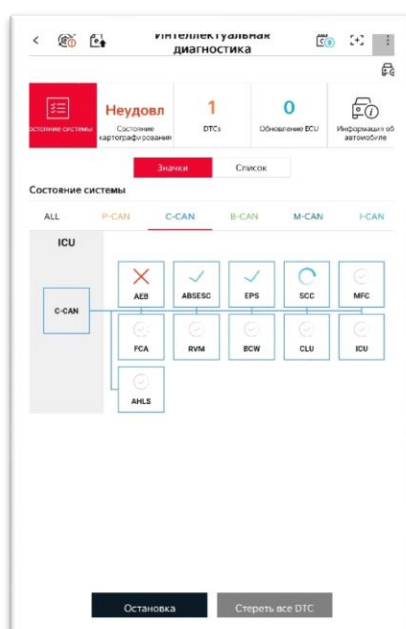 Интеллектуальная
диагностика
Неудовл
1
0
остояние системы
Состояние
картографирования
DTCs
Обновление ECU
Информация об
автомобиле
Значки
Список
Состояние системы
ALL
P-CAN
C-CAN
B-CAN
M-CAN
I-CAN
ICU
C-CAN
AEB
ABSESC
EPS
SCC
MFC
FCA
RVM
BCW
CLU
ICU
AHLS
Остановка
Стереть все DTC